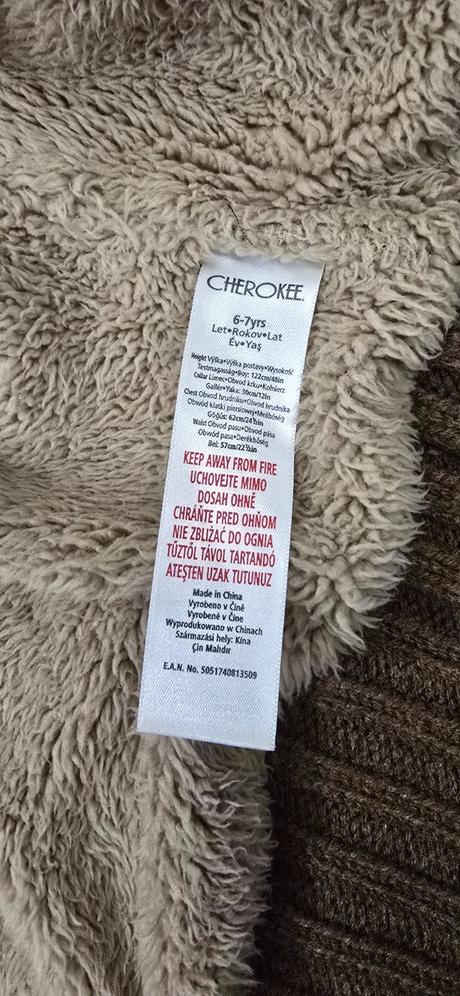 CHEROKEE
6-7yrs
Let•Rokov•Lat
Év•Yaş
Height Výška•Výška postavy•Wysokość
Testmagasság•Boy: 122cm/48in
Collar Límec•Obvod krku•Kołnierz
Gallér•Yaka: 30cm/12in
Chest Obvod hrudníku•Obvod hrudníka
Obwód klatki piersiowej•Mellbőség
Göğüs: 62cm/24½in
Waist Obvod pasu•Obvod pása
Obwód pasa•Derékbőség
Bel: 57cm/22½in
KEEP AWAY FROM FIRE
UCHOVEJTE MIMO
DOSAH OHNĚ
CHRÁŇTE PRED OHŇOM
NIE ZBLIŻAĆ DO OGNIA
TŰZTŐL TÁVOL TARTANDÓ
ATEŞTEN UZAK TUTUNUZ
Made in China
Vyrobeno v Číně
Vyrobené v Číne
Wyprodukowano w Chinach
Származási hely: Kína
Çin Malıdır
E.A.N. No. 5051740813509